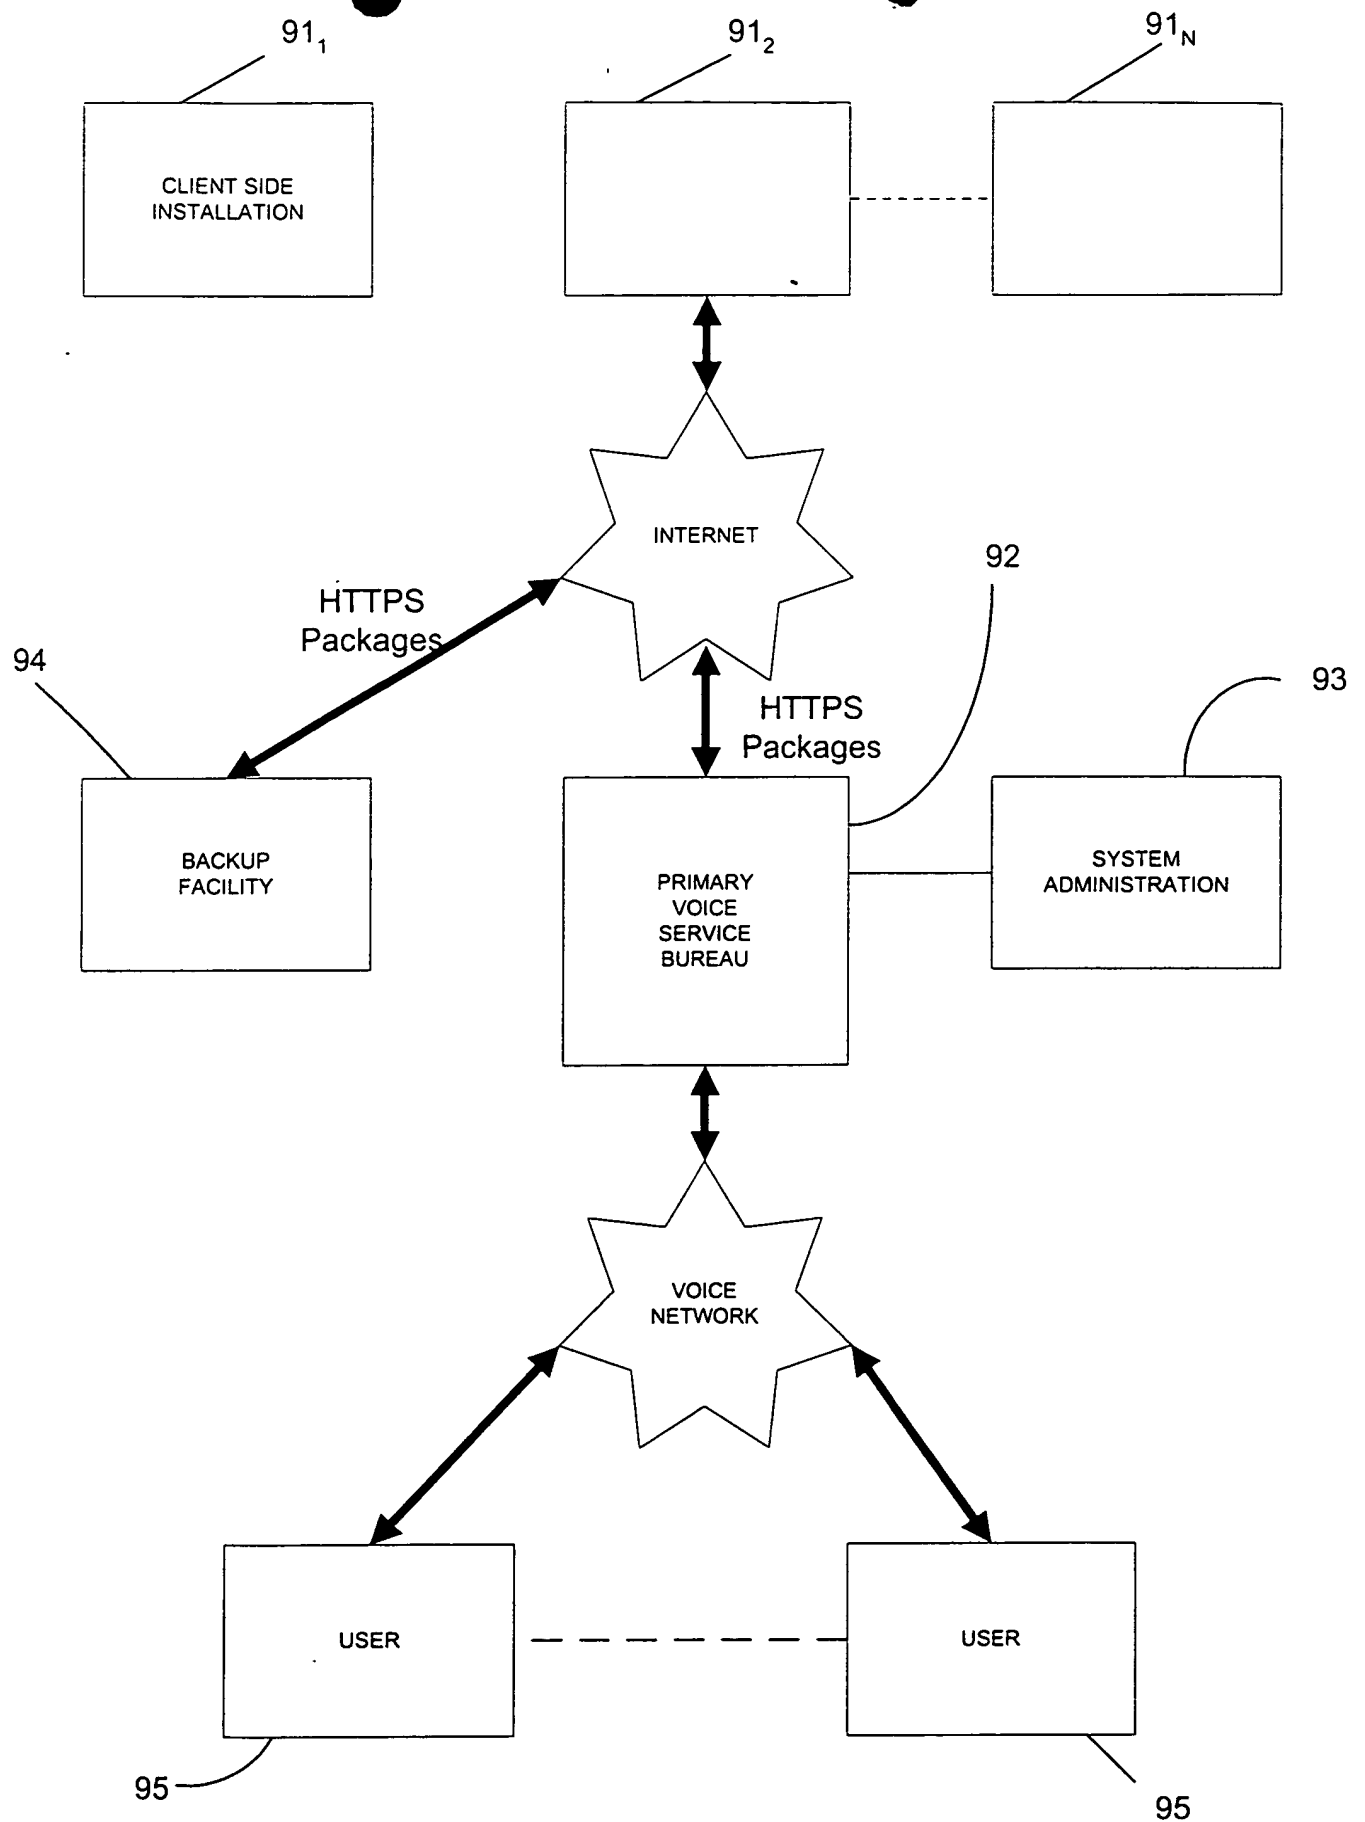 91₁
91₂
91N
CLIENT SIDE
INSTALLATION
INTERNET
92
HTTPS
Packages
94
93
HTTPS
Packages
BACKUP
FACILITY
PRIMARY
VOICE
SERVICE
BUREAU
SYSTEM
ADMINISTRATION
VOICE
NETWORK
USER
USER
95
95